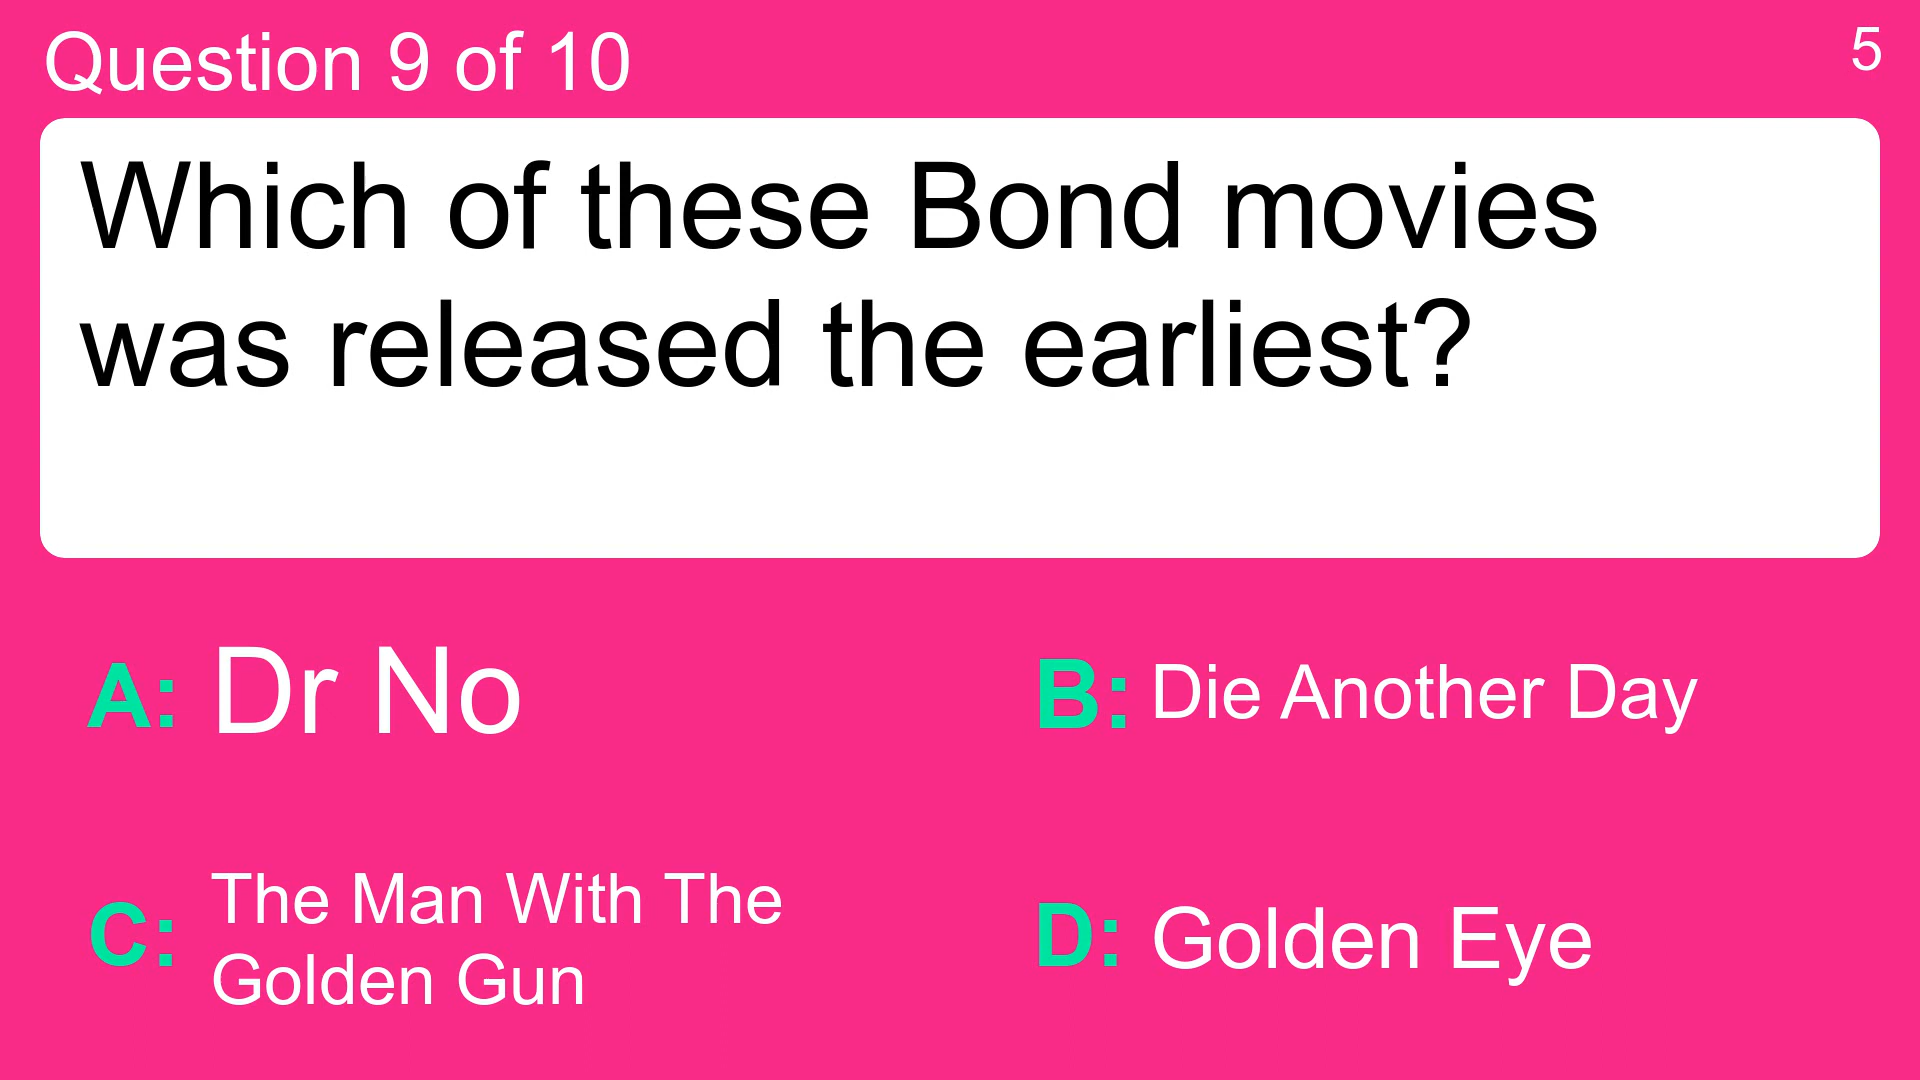 Question 9 of 10
5
Which of these Bond movies
was released the earliest?
A: Dr No
B: Die Another Day
C: The Man With The
Golden Gun
D: Golden Eye